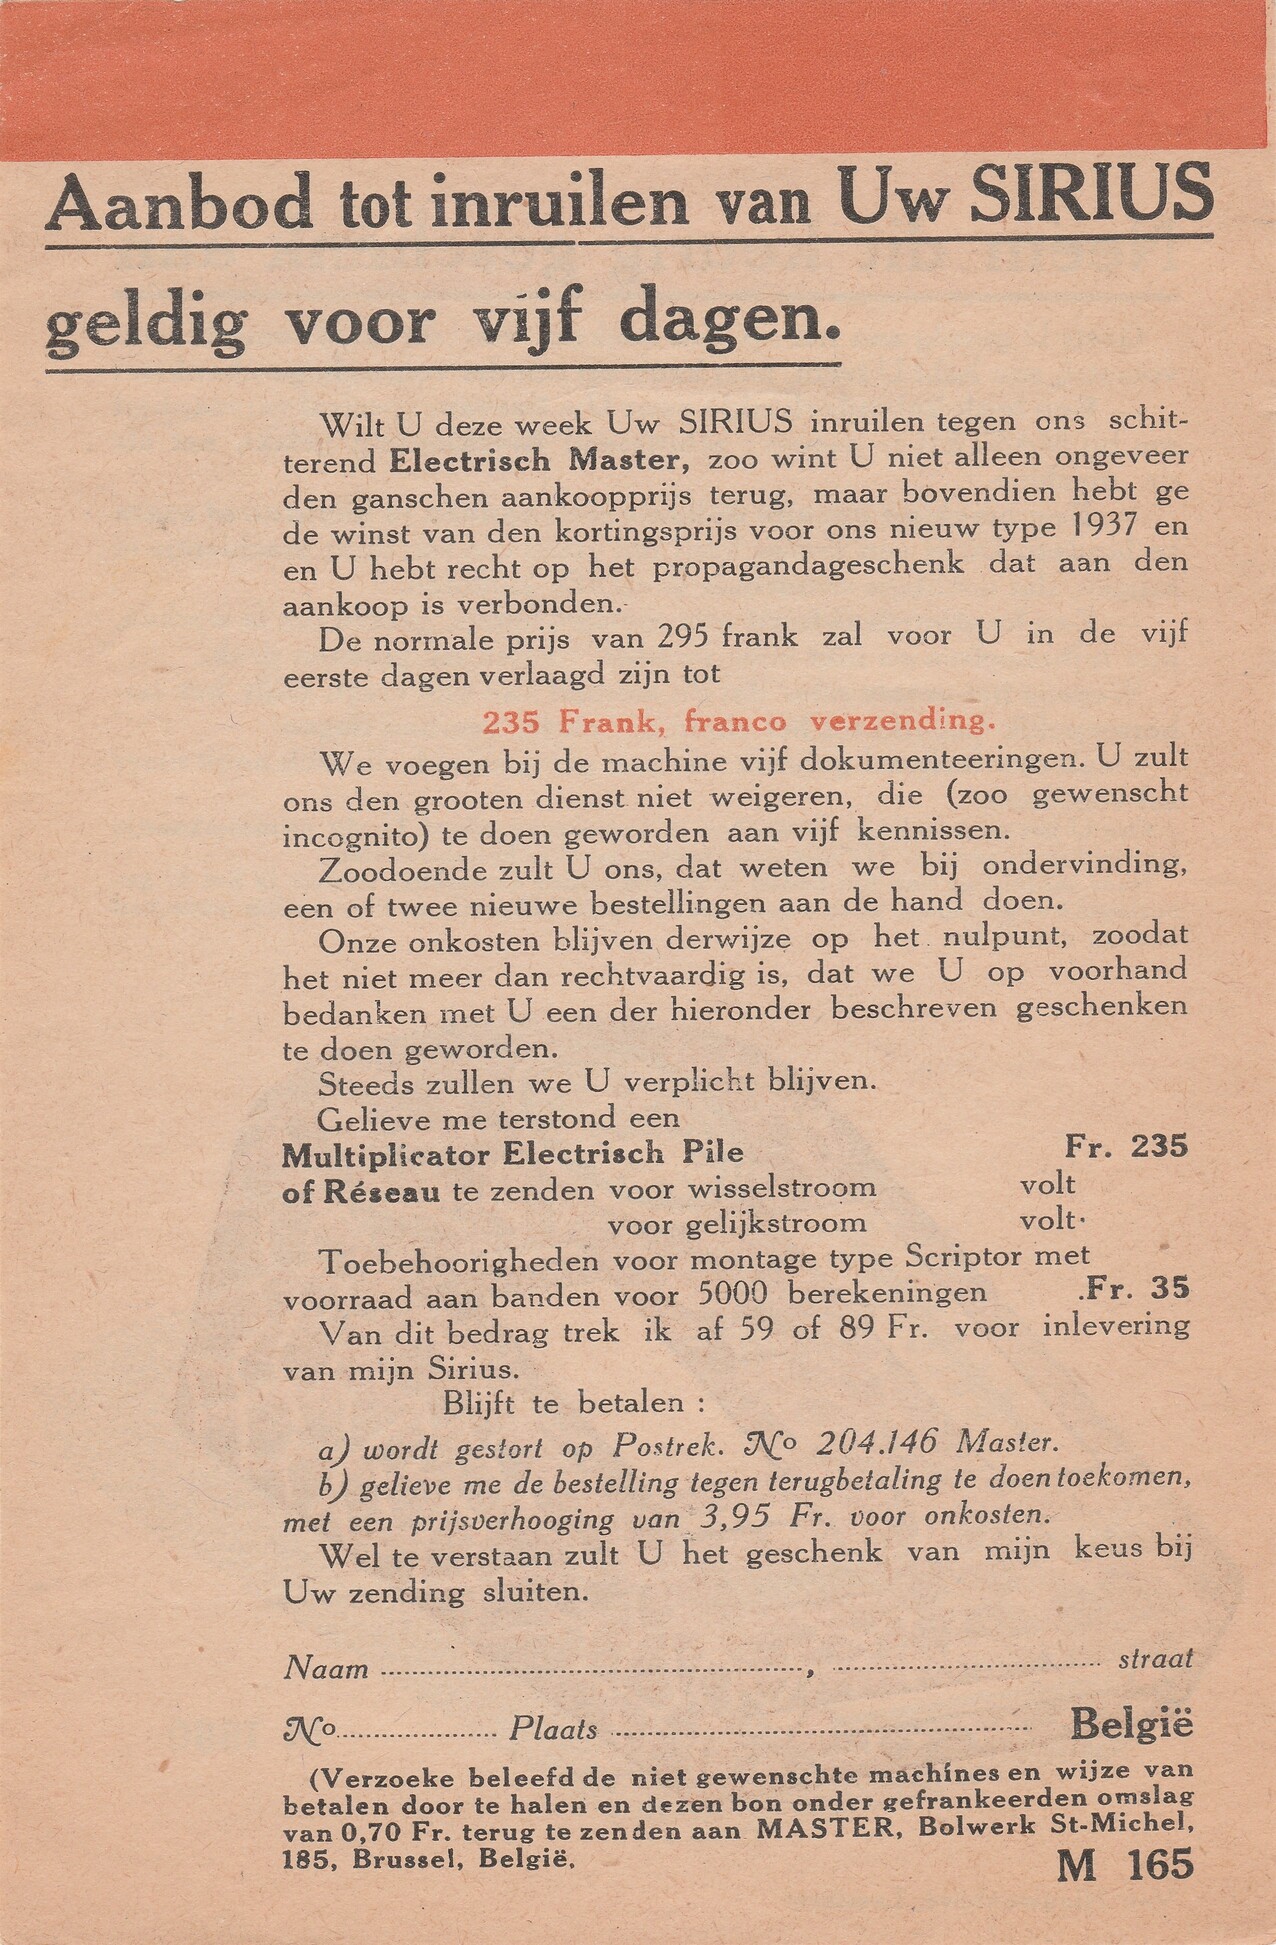 Aanbod tot inruilen van Uw SIRIUS
geldig voor vijf dagen.
Wilt U deze week Uw SIRIUS inruilen tegen ons schit-
terend Electrisch Master, zoo wint U niet alleen ongeveer
den ganschen aankoopprijs terug, maar bovendien hebt ge
de winst van den kortingsprijs voor ons nieuw type 1937 en
en U hebt recht op het propagandageschenk dat aan den
aankoop is verbonden.
De normale prijs van 295 frank zal voor U in de vijf
eerste dagen verlaagd zijn tot
235 Frank, franco verzending.
We voegen bij de machine vijf dokumenteeringen. U zult
ons den grooten dienst niet weigeren, die (zoo gewenscht
incognito) te doen geworden aan vijf kennissen.
Zoodoende zult U ons, dat weten we bij ondervinding,
een of twee nieuwe bestellingen aan de hand doen.
Onze onkosten blijven derwijze op het nulpunt, zoodat
het niet meer dan rechtvaardig is, dat we U op voorhand
bedanken met U een der hieronder beschreven geschenken
te doen geworden.
Steeds zullen we U verplicht blijven.
Gelieve me terstond een
Multiplicator Electrisch Pile Fr. 235
of Réseau te zenden voor wisselstroom volt
voor gelijkstroom volt.
Toebehoorigheden voor montage type Scriptor met
voorraad aan banden voor 5000 berekeningen .Fr. 35
Van dit bedrag trek ik af 59 of 89 Fr. voor inlevering
van mijn Sirius.
Blijft te betalen :
a) wordt gestort op Postrek. No 204.146 Master.
b) gelieve me de bestelling tegen terugbetaling te doen toekomen,
met een prijsverhooging van 3,95 Fr. voor onkosten.
Wel te verstaan zult U het geschenk van mijn keus bij
Uw zending sluiten.
Naam ........................................, .............................. straat
No................... Plaats ........................................ België
(Verzoeke beleefd de niet gewenschte machines en wijze van
betalen door te halen en dezen bon onder gefrankeerden omslag
van 0,70 Fr. terug te zenden aan MASTER, Bolwerk St-Michel,
185, Brussel, België.
M 165